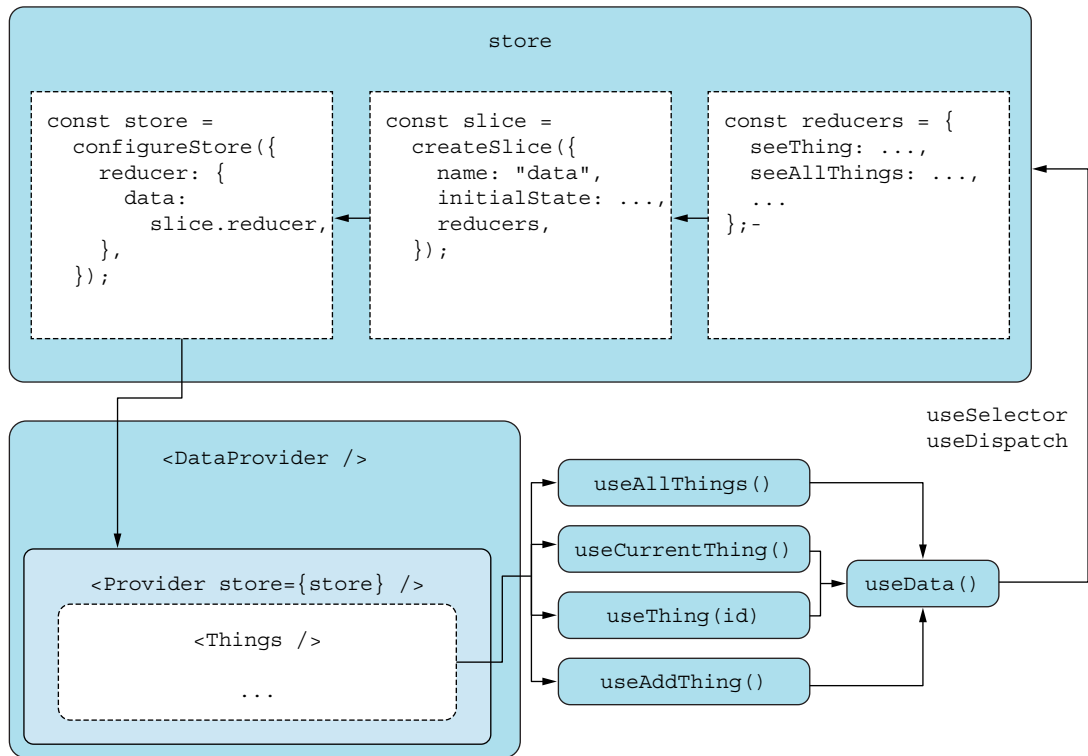 store
const store =
configureStore({
reducer: {
data:
slice.reducer,
},
});
const slice =
createSlice({
name: "data",
initialState: ...,
reducers,
});
const reducers = {
seeThing: ...,
seeAllThings: ...,
...
};-
useSelector
useDispatch
<DataProvider />
<Provider store={store} />
<Things />
...
useAllThings()
useCurrentThing()
useThing(id)
useAddThing()
useData()